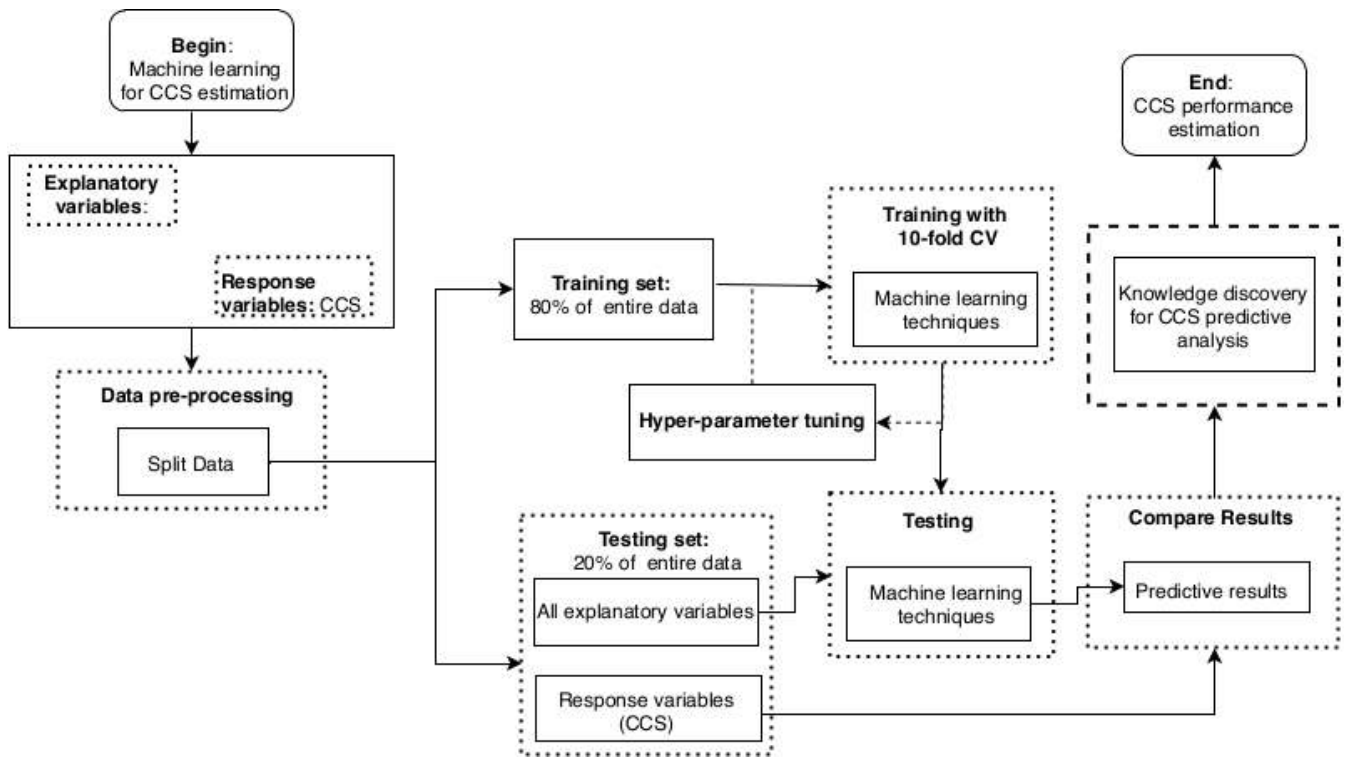 Begin:
Machine learning
for CCS estimation
Explanatory
variables:
Response
variables: CCS
Data pre-processing
Split Data
Training set:
80% of entire data
Training with
10-fold CV
Machine learning
techniques
Hyper-parameter tuning
Testing set:
20% of entire data
All explanatory variables
Response variables
(CCS)
Testing
Machine learning
techniques
Compare Results
Predictive results
Knowledge discovery
for CCS predictive
analysis
End:
CCS performance
estimation